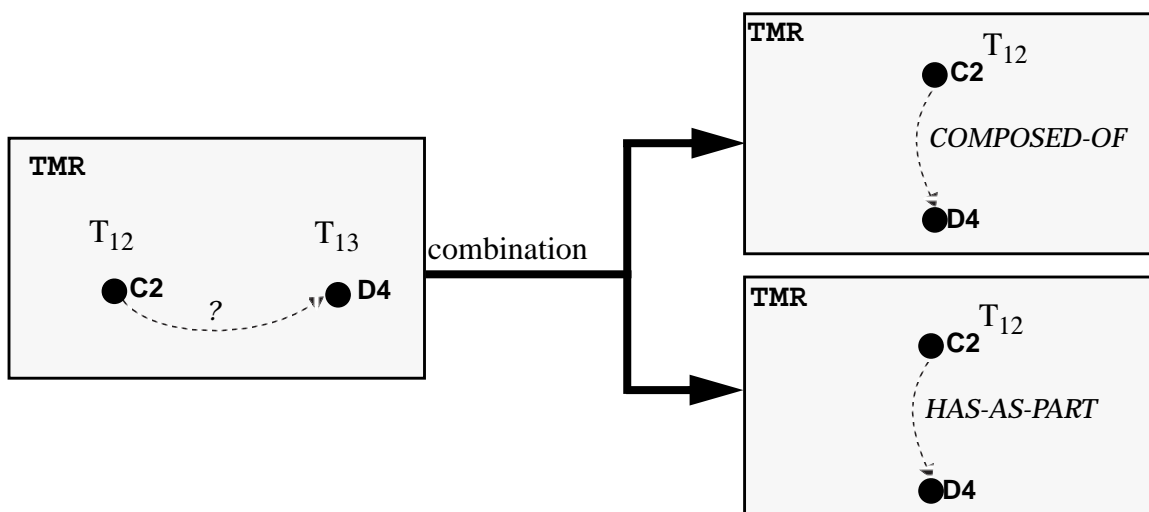 TMR
T12
T13
C2
D4
?
combination
TMR
T12
C2
COMPOSED-OF
D4
TMR
T12
C2
HAS-AS-PART
D4